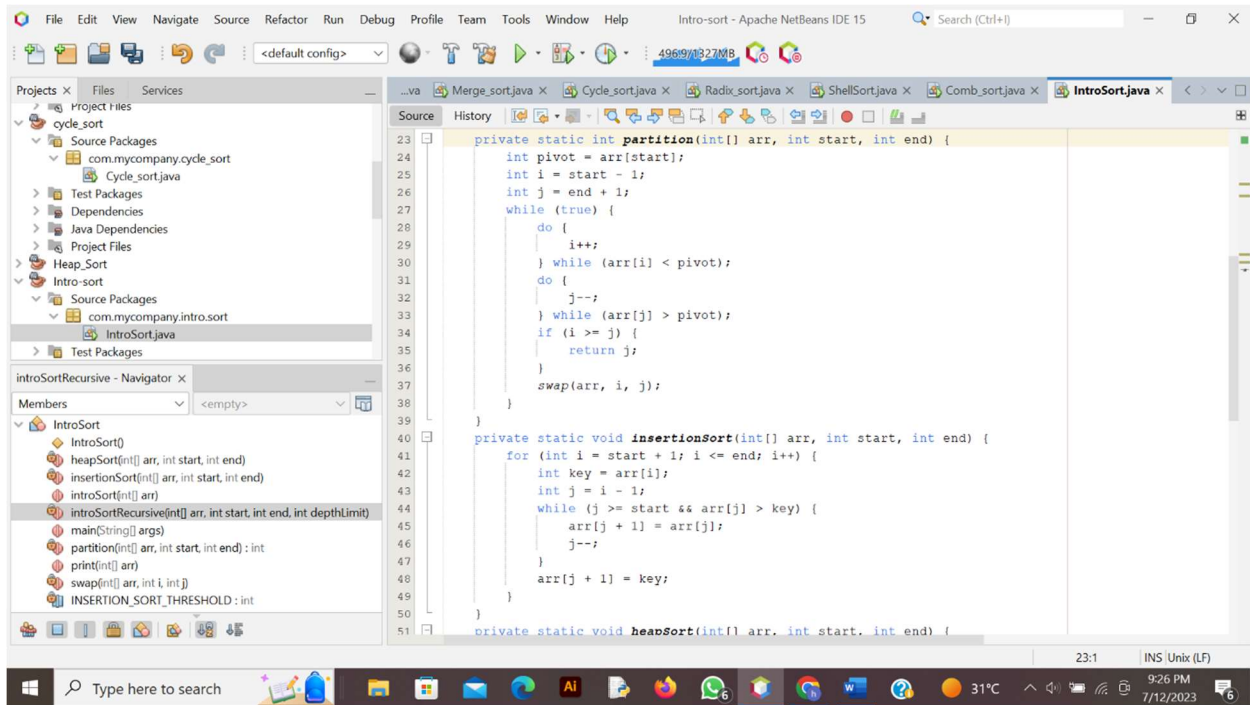 File Edit View Navigate Source Refactor Run Debug Profile Team Tools Window Help Intro-sort - Apache NetBeans IDE 15 Search (Ctrl+I)
<default config> 496.9/1327MB
Projects × Files Services
...va Merge_sort.java × Cycle_sort.java × Radix_sort.java × ShellSort.java × Comb_sort.java × IntroSort.java ×
Source History
Project Files
cycle_sort
Source Packages
com.mycompany.cycle_sort
Cycle_sort.java
Test Packages
Dependencies
Java Dependencies
Project Files
Heap_Sort
Intro-sort
Source Packages
com.mycompany.intro.sort
IntroSort.java
Test Packages
introSortRecursive - Navigator ×
Members <empty>
IntroSort
IntroSort()
heapSort(int[] arr, int start, int end)
insertionSort(int[] arr, int start, int end)
introSort(int[] arr)
introSortRecursive(int[] arr, int start, int end, int depthLimit)
main(String[] args)
partition(int[] arr, int start, int end) : int
print(int[] arr)
swap(int[] arr, int i, int j)
INSERTION_SORT_THRESHOLD : int
23 private static int partition(int[] arr, int start, int end) {
24 int pivot = arr[start];
25 int i = start - 1;
26 int j = end + 1;
27 while (true) {
28 do {
29 i++;
30 } while (arr[i] < pivot);
31 do {
32 j--;
33 } while (arr[j] > pivot);
34 if (i >= j) {
35 return j;
36 }
37 swap(arr, i, j);
38 }
39 }
40 private static void insertionSort(int[] arr, int start, int end) {
41 for (int i = start + 1; i <= end; i++) {
42 int key = arr[i];
43 int j = i - 1;
44 while (j >= start && arr[j] > key) {
45 arr[j + 1] = arr[j];
46 j--;
47 }
48 arr[j + 1] = key;
49 }
50 }
51 private static void heapSort(int[] arr, int start, int end) {
23:1 INS Unix (LF)
Type here to search Ai 6 31°C 9:26 PM
7/12/2023 6